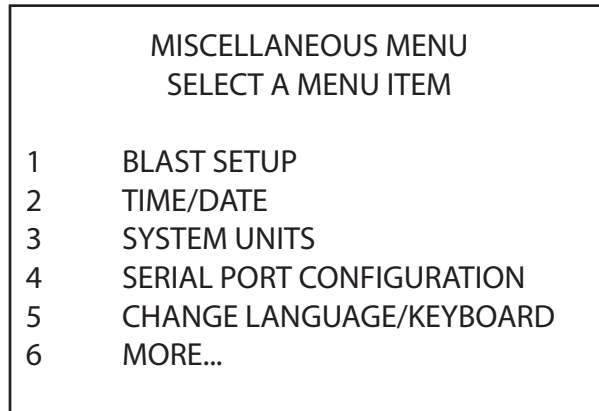 MISCELLANEOUS MENU
SELECT A MENU ITEM
1 BLAST SETUP
2 TIME/DATE
3 SYSTEM UNITS
4 SERIAL PORT CONFIGURATION
5 CHANGE LANGUAGE/KEYBOARD
6 MORE...